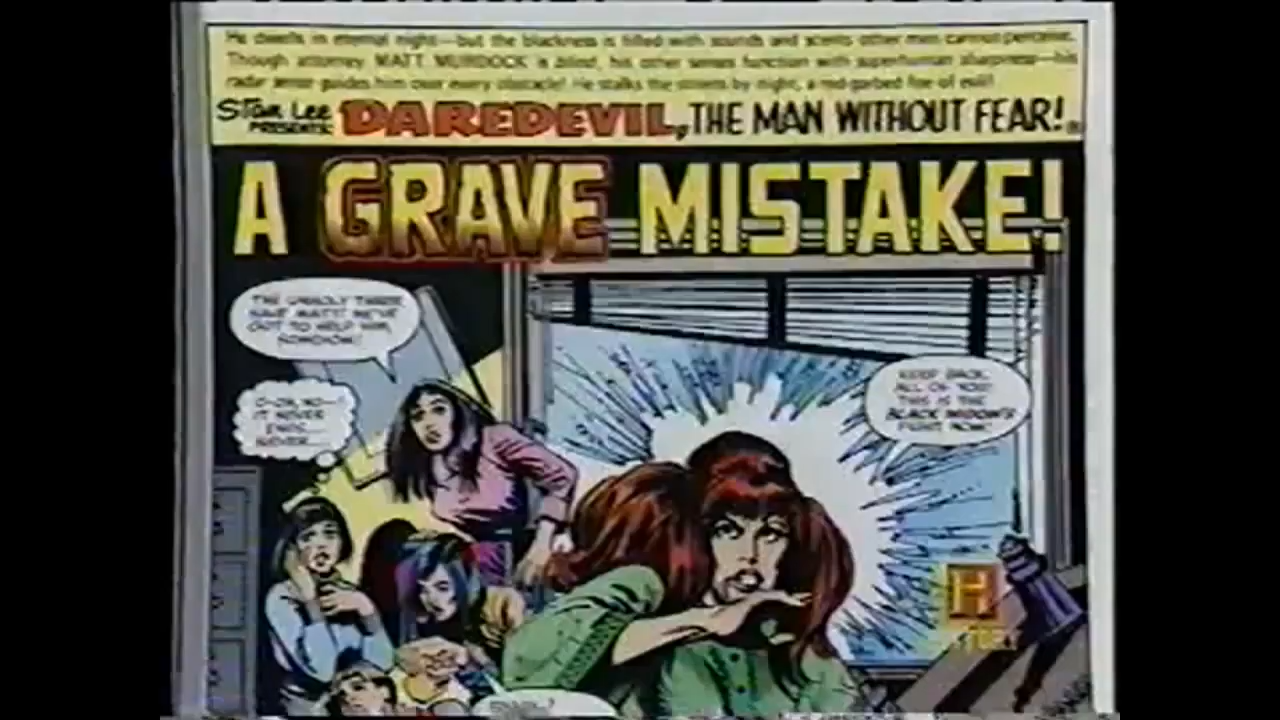 He dwells in eternal night—but the blackness is filled with sounds and scents other men cannot perceive.
Though attorney MATT MURDOCK is blind, his other senses function with superhuman sharpness—his
radar sense guides him over every obstacle! He stalks the streets by night, a red-garbed foe of evil!
Stan Lee
PRESENTS:
DAREDEVIL, THE MAN WITHOUT FEAR!
A GRAVE MISTAKE!
THE UNHOLY THREE
HAVE MATT! WE'VE
GOT TO HELP HIM,
SOMEHOW!
O-OH, NO—
IT NEVER
ENDS...
NEVER...
KEEP BACK,
ALL OF YOU!
THIS IS THE
BLACK WIDOW'S
FIGHT NOW!
H